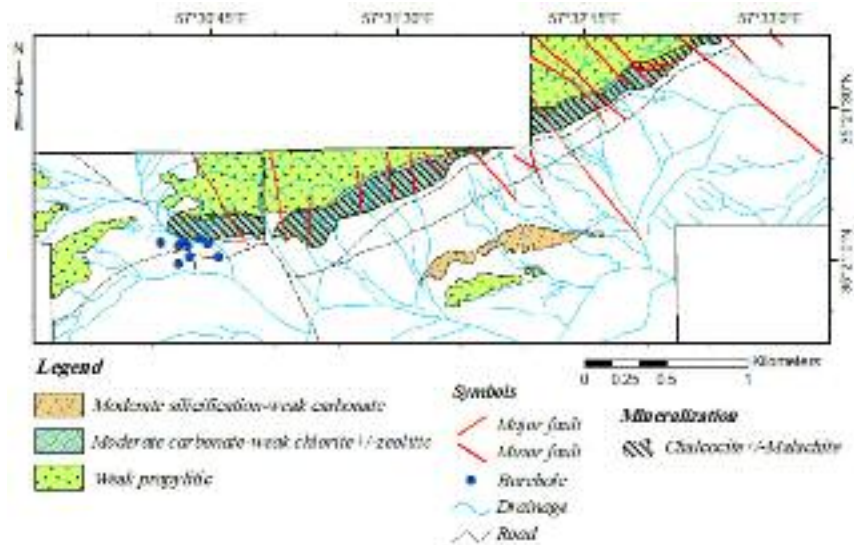 57°30'45"E 57°31'30"E 57°32'15"E 57°33'0"E
N
Legend
Moderate silicification-weak carbonate
Moderate carbonate-weak chlorite +/-zeolitic
Weak propylitic
Kilometers
0 0.25 0.5 1
Symbols
Major fault
Minor fault
Borehole
Drainage
Road
Mineralization
Chalcocite +/-Malachite